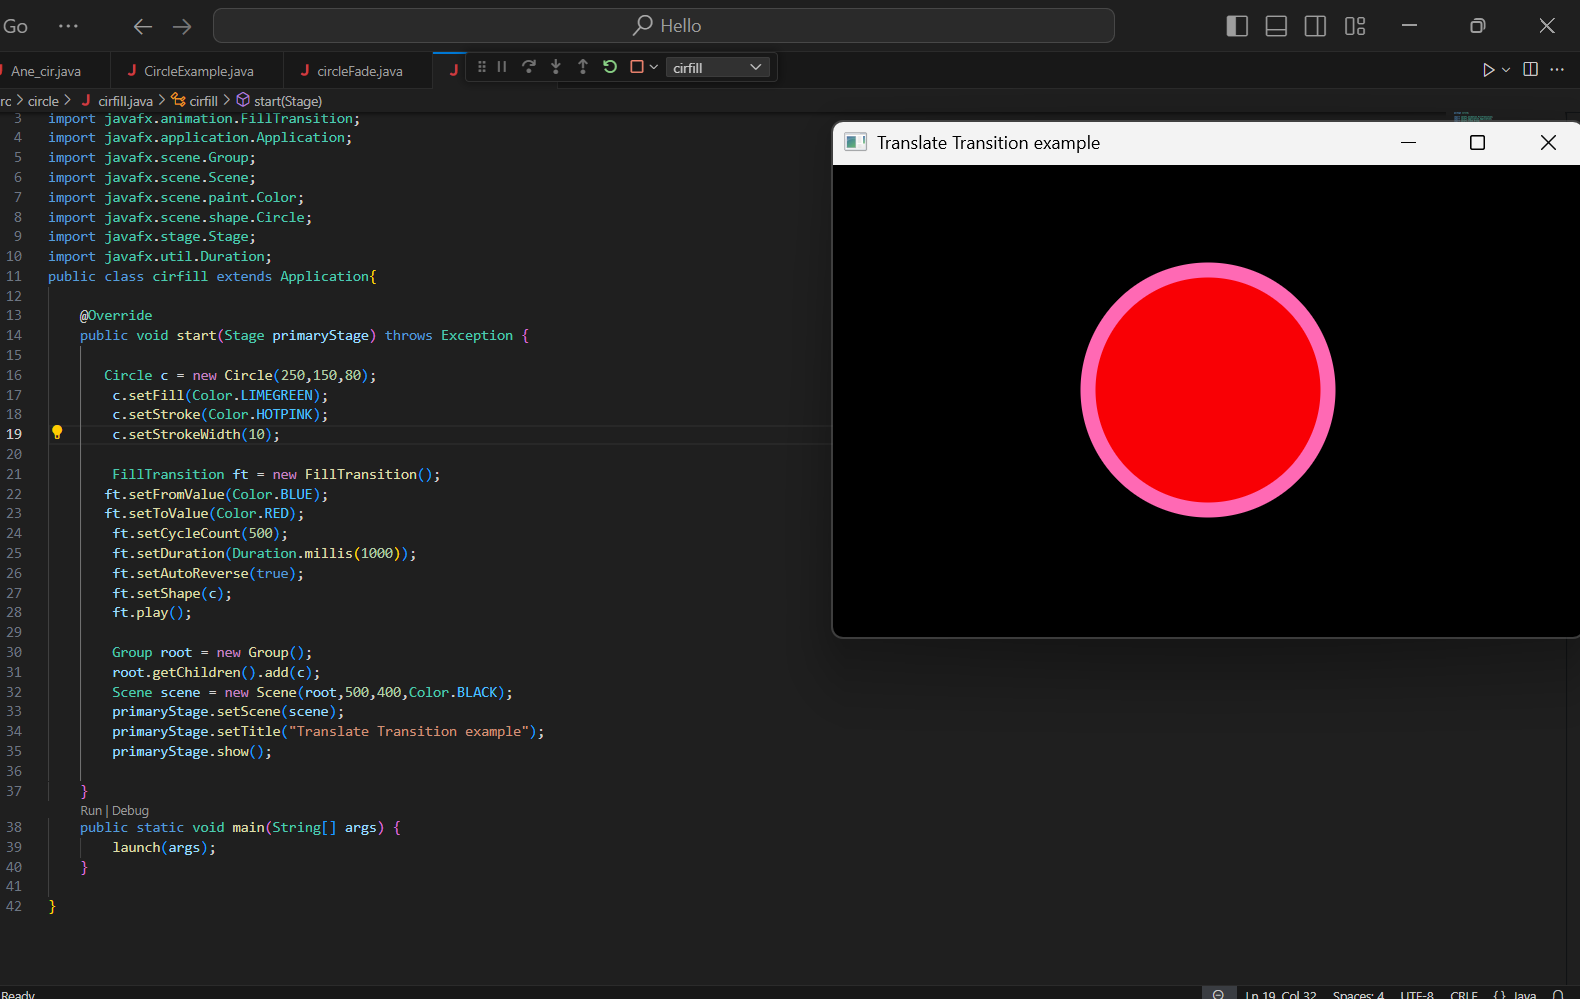 Go ··· Hello
Ane_cir.java CircleExample.java circleFade.java cirfill
rc > circle > cirfill.java > cirfill > start(Stage)
3 import javafx.animation.FillTransition;
4 import javafx.application.Application;
5 import javafx.scene.Group;
6 import javafx.scene.Scene;
7 import javafx.scene.paint.Color;
8 import javafx.scene.shape.Circle;
9 import javafx.stage.Stage;
10 import javafx.util.Duration;
11 public class cirfill extends Application{
12
13 @Override
14 public void start(Stage primaryStage) throws Exception {
15
16 Circle c = new Circle(250,150,80);
17 c.setFill(Color.LIMEGREEN);
18 c.setStroke(Color.HOTPINK);
19 c.setStrokeWidth(10);
20
21 FillTransition ft = new FillTransition();
22 ft.setFromValue(Color.BLUE);
23 ft.setToValue(Color.RED);
24 ft.setCycleCount(500);
25 ft.setDuration(Duration.millis(1000));
26 ft.setAutoReverse(true);
27 ft.setShape(c);
28 ft.play();
29
30 Group root = new Group();
31 root.getChildren().add(c);
32 Scene scene = new Scene(root,500,400,Color.BLACK);
33 primaryStage.setScene(scene);
34 primaryStage.setTitle("Translate Transition example");
35 primaryStage.show();
36
37 }
Run | Debug
38 public static void main(String[] args) {
39 launch(args);
40 }
41
42 }
Translate Transition example
Ready Ln 19, Col 32 Spaces: 4 UTF-8 CRLF {} Java